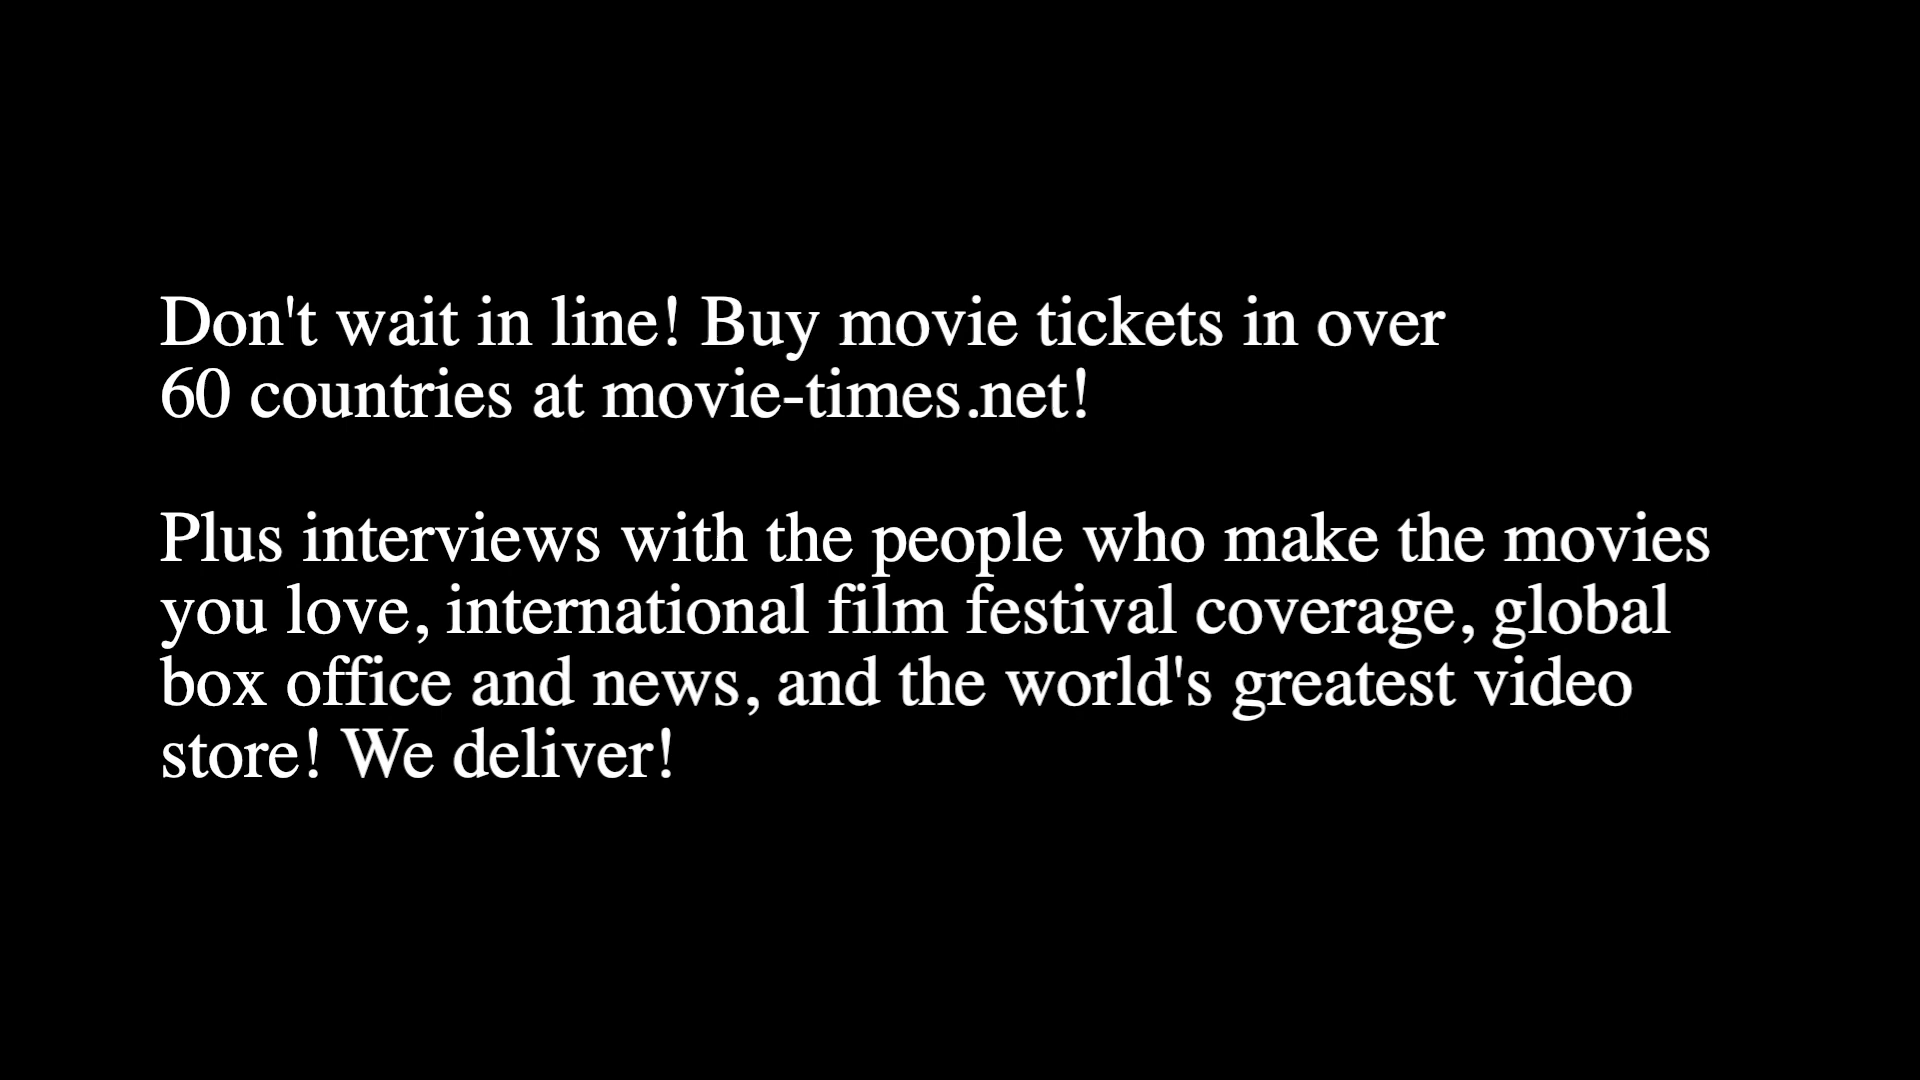 Don't wait in line! Buy movie tickets in over
60 countries at movie-times.net!
Plus interviews with the people who make the movies
you love, international film festival coverage, global
box office and news, and the world's greatest video
store! We deliver!